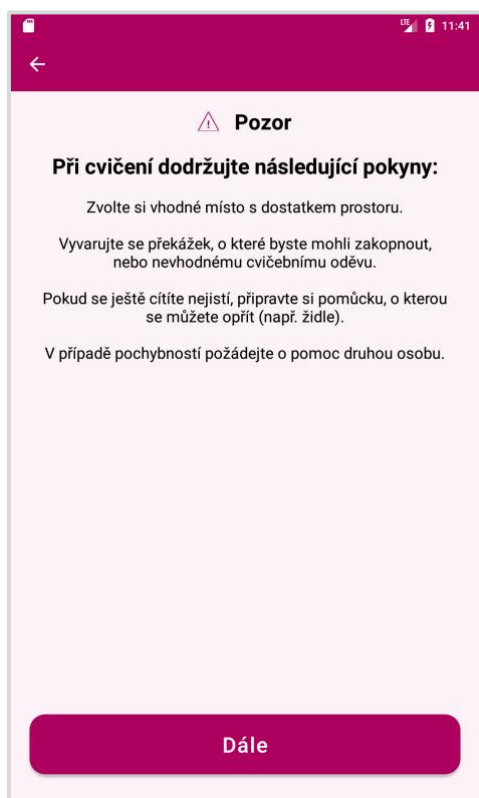 LTE 11:41
Pozor
Při cvičení dodržujte následující pokyny:
Zvolte si vhodné místo s dostatkem prostoru.
Vyvarujte se překážek, o které byste mohli zakopnout,
nebo nevhodnému cvičebnímu oděvu.
Pokud se ještě cítíte nejistí, připravte si pomůcku, o kterou
se můžete opřít (např. židle).
V případě pochybností požádejte o pomoc druhou osobu.
Dále